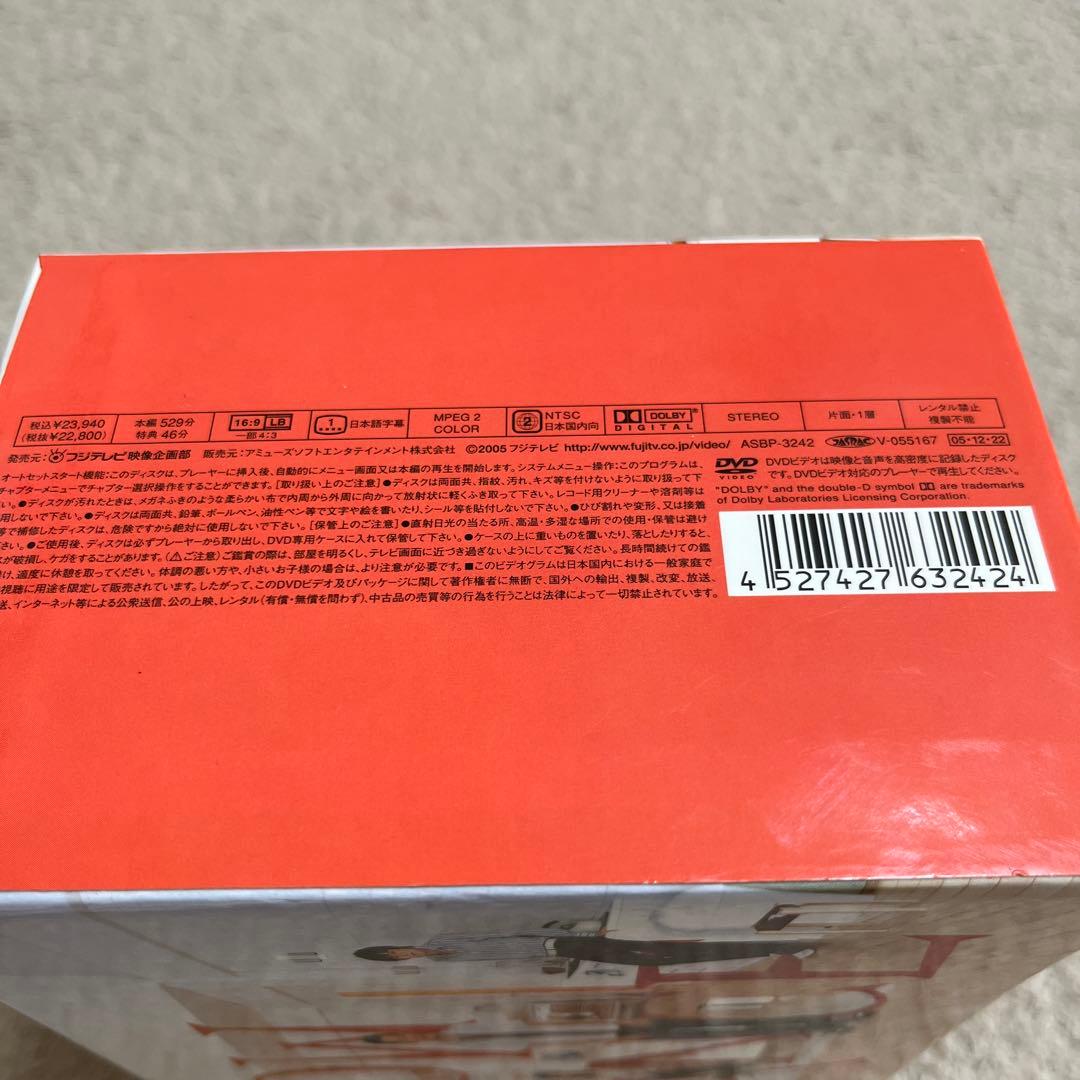 税込¥23,940
(税抜¥22,800)
本編 529分
特典 46分
16:9 LB
一部4:3
1 日本語字幕
MPEG 2
COLOR
2 NTSC
日本国内向
DOLBY
DIGITAL
STEREO
片面・1層
レンタル禁止
複製不能
発売元：フジテレビ映像企画部 販売元：アミューズソフトエンタテインメント株式会社 ©2005 フジテレビ http://www.fujitv.co.jp/video/ ASBP-3242 V-055167 05・12・22
オートセットスタート機能：このディスクは、プレーヤーに挿入後、自動的にメニュー画面又は本編の再生を開始します。システムメニュー操作：このプログラムは、
チャプターメニューでチャプター選択操作をすることができます。［取り扱い上のご注意］●ディスクは両面共、指紋、汚れ、キズ等を付けないように取り扱って下
●ディスクが汚れたときは、メガネふきのような柔らかい布で内周から外周に向かって放射状に軽くふき取って下さい。レコード用クリーナーや溶剤等は
用しないで下さい。●ディスクは両面共、鉛筆、ボールペン、油性ペン等で文字や絵を書いたり、シール等を貼付しないで下さい。●ひび割れや変形、又は接着
等で補修したディスクは、危険ですから絶対に使用しないで下さい。［保管上のご注意］●直射日光の当たる所、高温・多湿な場所での使用・保管は避け
●ご使用後、ディスクは必ずプレーヤーから取り出し、DVD専用ケースに入れて保管して下さい。●ケースの上に重いものを置いたり、落としたりすると、
が破損し、ケガをすることがあります。（⚠ご注意）ご鑑賞の際は、部屋を明るくし、テレビ画面に近づき過ぎないようにしてご覧ください。長時間続けての鑑
け、適度に休憩を取ってください。体調の悪い方や、小さいお子様の場合は、より注意が必要です。■このビデオグラムは日本国内における一般家庭で
視聴に用途を限定して販売されています。したがって、このDVDビデオ及びパッケージに関して著作権者に無断で、国外への輸出、複製、改変、放送、
送、インターネット等による公衆送信、公の上映、レンタル（有償・無償を問わず）、中古品の売買等の行為を行うことは法律によって一切禁止されています。
DVD VIDEO
DVDビデオは映像と音声を高密度に記録したディスク
です。DVDビデオ対応のプレーヤーで再生してください。
"DOLBY" and the double-D symbol are trademarks
of Dolby Laboratories Licensing Corporation.
4 527427 632424